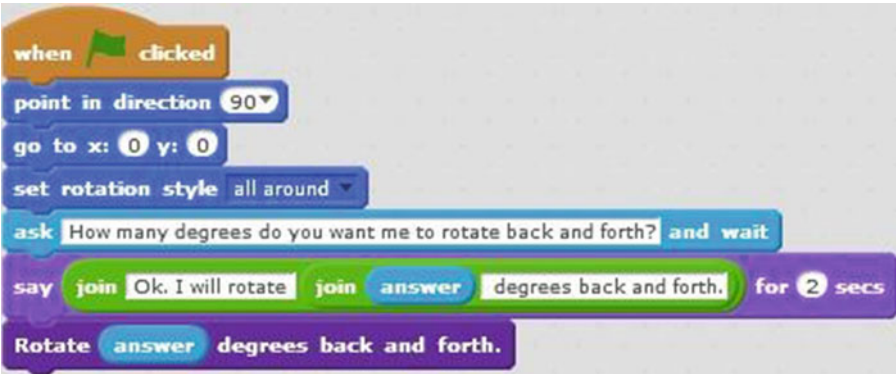 when clicked
point in direction 90
go to x: 0 y: 0
set rotation style all around
ask How many degrees do you want me to rotate back and forth? and wait
say join Ok. I will rotate join answer degrees back and forth. for 2 secs
Rotate answer degrees back and forth.